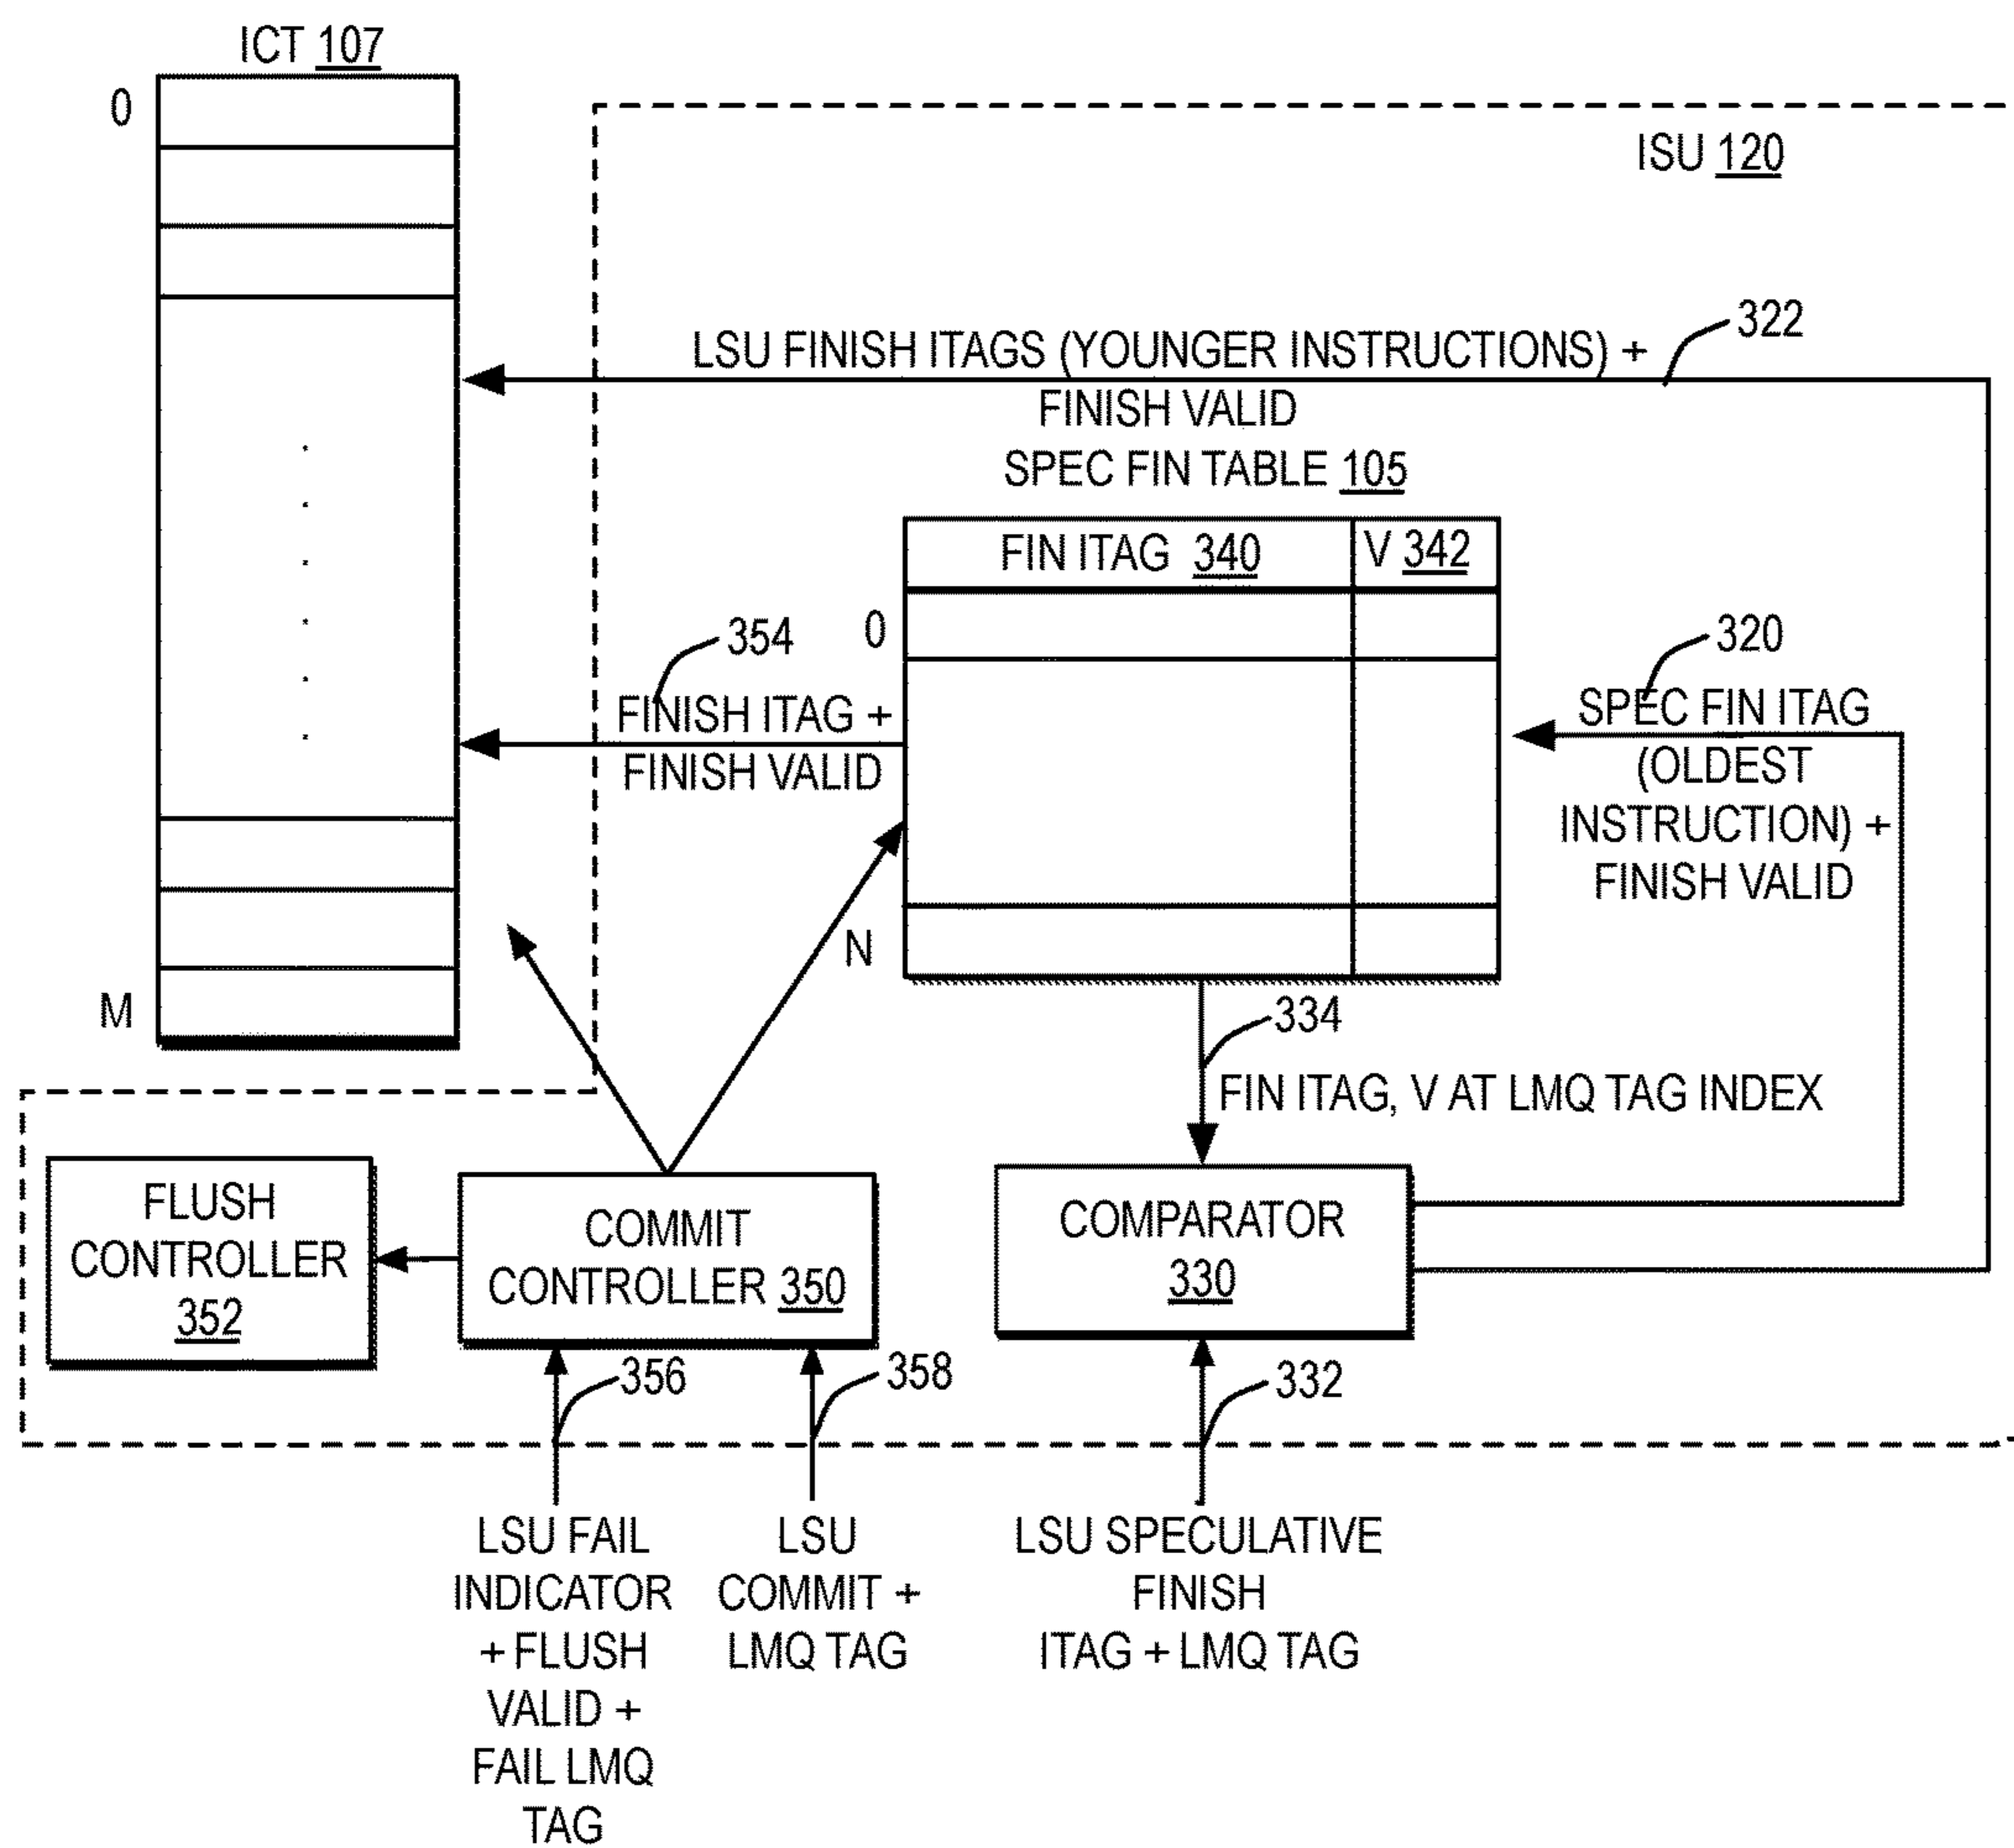 ICT 107
0
ISU 120
322
LSU FINISH ITAGS (YOUNGER INSTRUCTIONS) +
FINISH VALID
SPEC FIN TABLE 105
FIN ITAG 340 V 342
0
354
FINISH ITAG +
FINISH VALID
320
SPEC FIN ITAG
(OLDEST
INSTRUCTION) +
FINISH VALID
N
M
334
FIN ITAG, V AT LMQ TAG INDEX
FLUSH
CONTROLLER
352
COMMIT
CONTROLLER 350
COMPARATOR
330
356
358
332
LSU FAIL
INDICATOR
+ FLUSH
VALID +
FAIL LMQ
TAG
LSU
COMMIT +
LMQ TAG
LSU SPECULATIVE
FINISH
ITAG + LMQ TAG